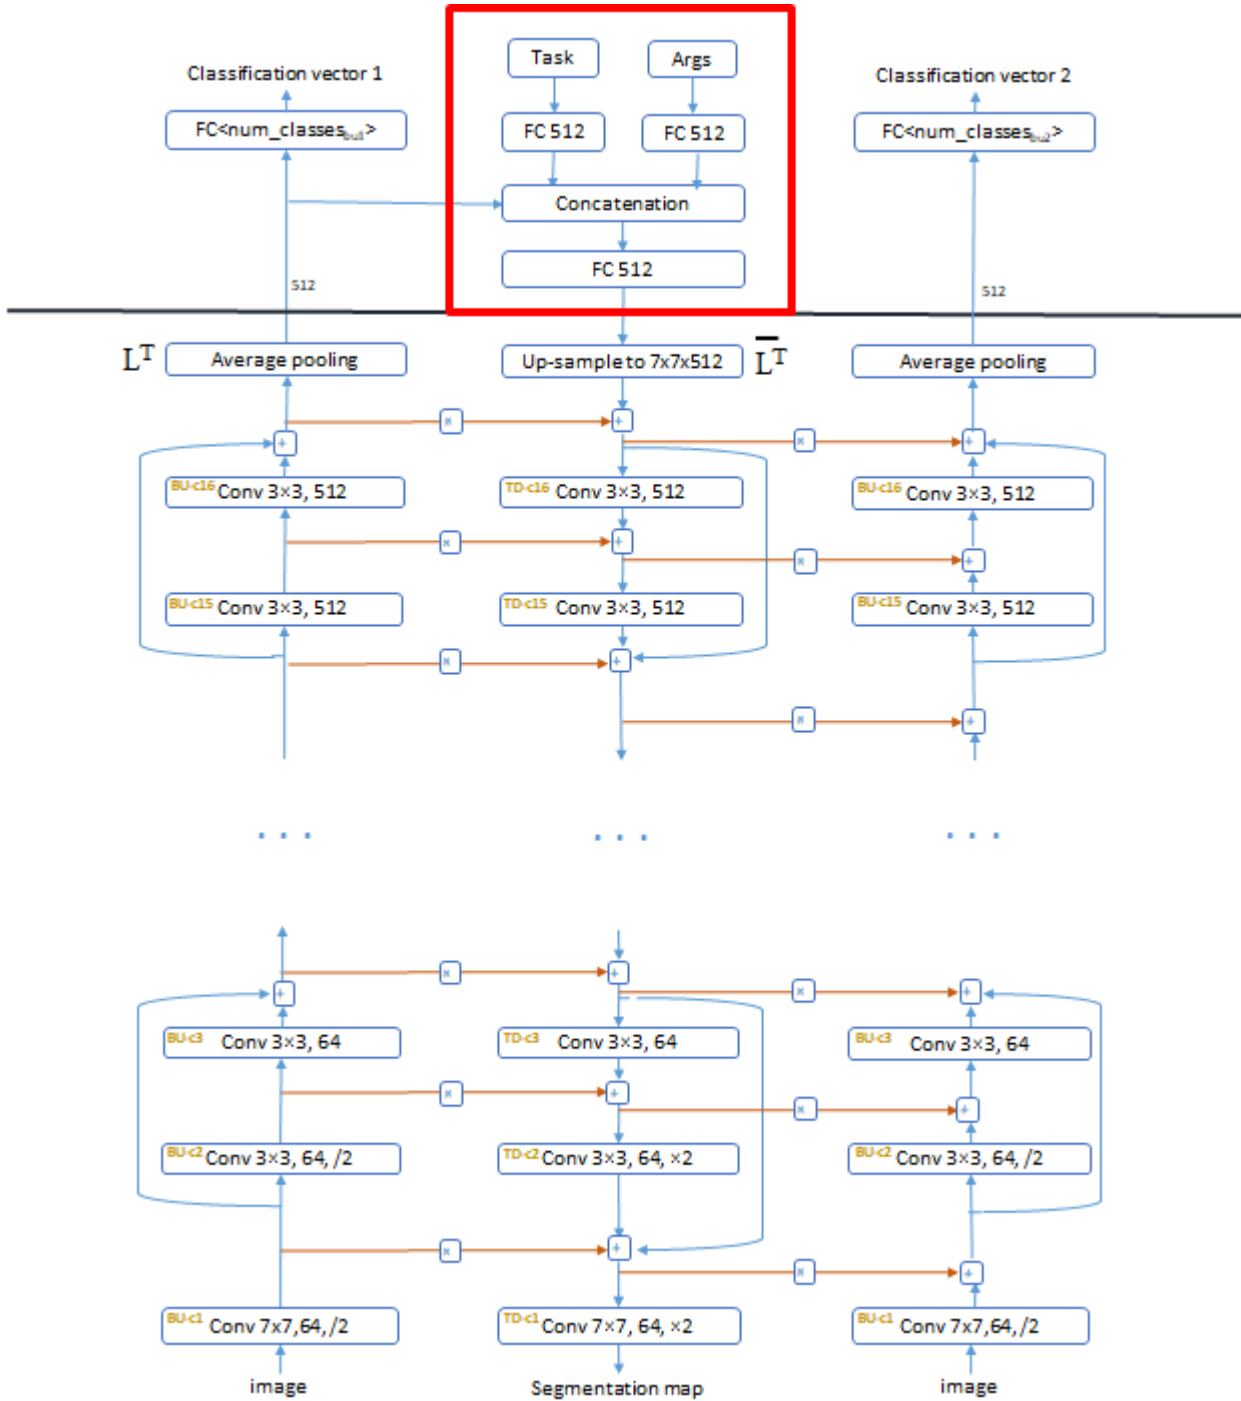 Task
Args
Classification vector 1
Classification vector 2
FC<num_classes_bu1>
FC 512
FC 512
FC<num_classes_bu2>
Concatenation
FC 512
512
512
L^T
Average pooling
Up-sample to 7x7x512
L̅^T
Average pooling
×
+
×
+
+
BU-c16 Conv 3×3, 512
TD-c16 Conv 3×3, 512
BU-c16 Conv 3×3, 512
×
+
×
+
BU-c15 Conv 3×3, 512
TD-c15 Conv 3×3, 512
BU-c15 Conv 3×3, 512
×
+
×
+
. . .
. . .
. . .
×
+
×
+
+
BU-c3 Conv 3×3, 64
TD-c3 Conv 3×3, 64
BU-c3 Conv 3×3, 64
×
+
×
+
BU-c2 Conv 3×3, 64, /2
TD-c2 Conv 3×3, 64, ×2
BU-c2 Conv 3×3, 64, /2
×
+
×
+
BU-c1 Conv 7x7,64,/2
TD-c1 Conv 7×7, 64, ×2
BU-c1 Conv 7x7,64,/2
image
Segmentation map
image